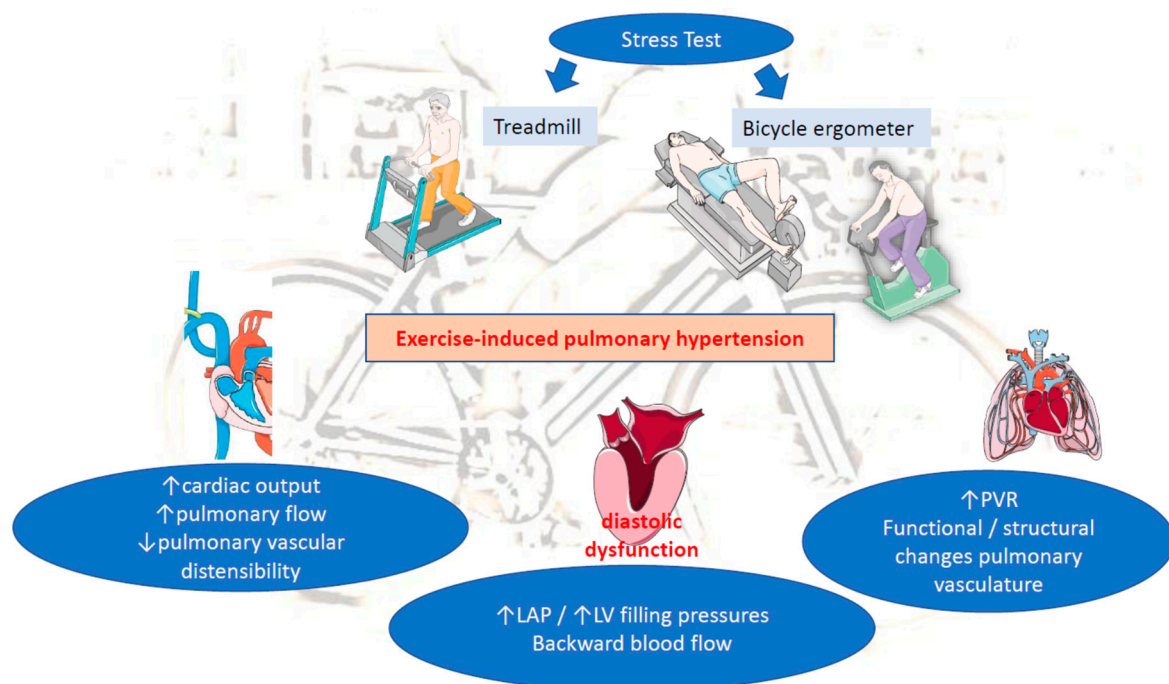 Stress Test
Treadmill
Bicycle ergometer
Exercise-induced pulmonary hypertension
↑cardiac output
↑pulmonary flow
↓pulmonary vascular
distensibility
diastolic
dysfunction
↑LAP / ↑LV filling pressures
Backward blood flow
↑PVR
Functional / structural
changes pulmonary
vasculature